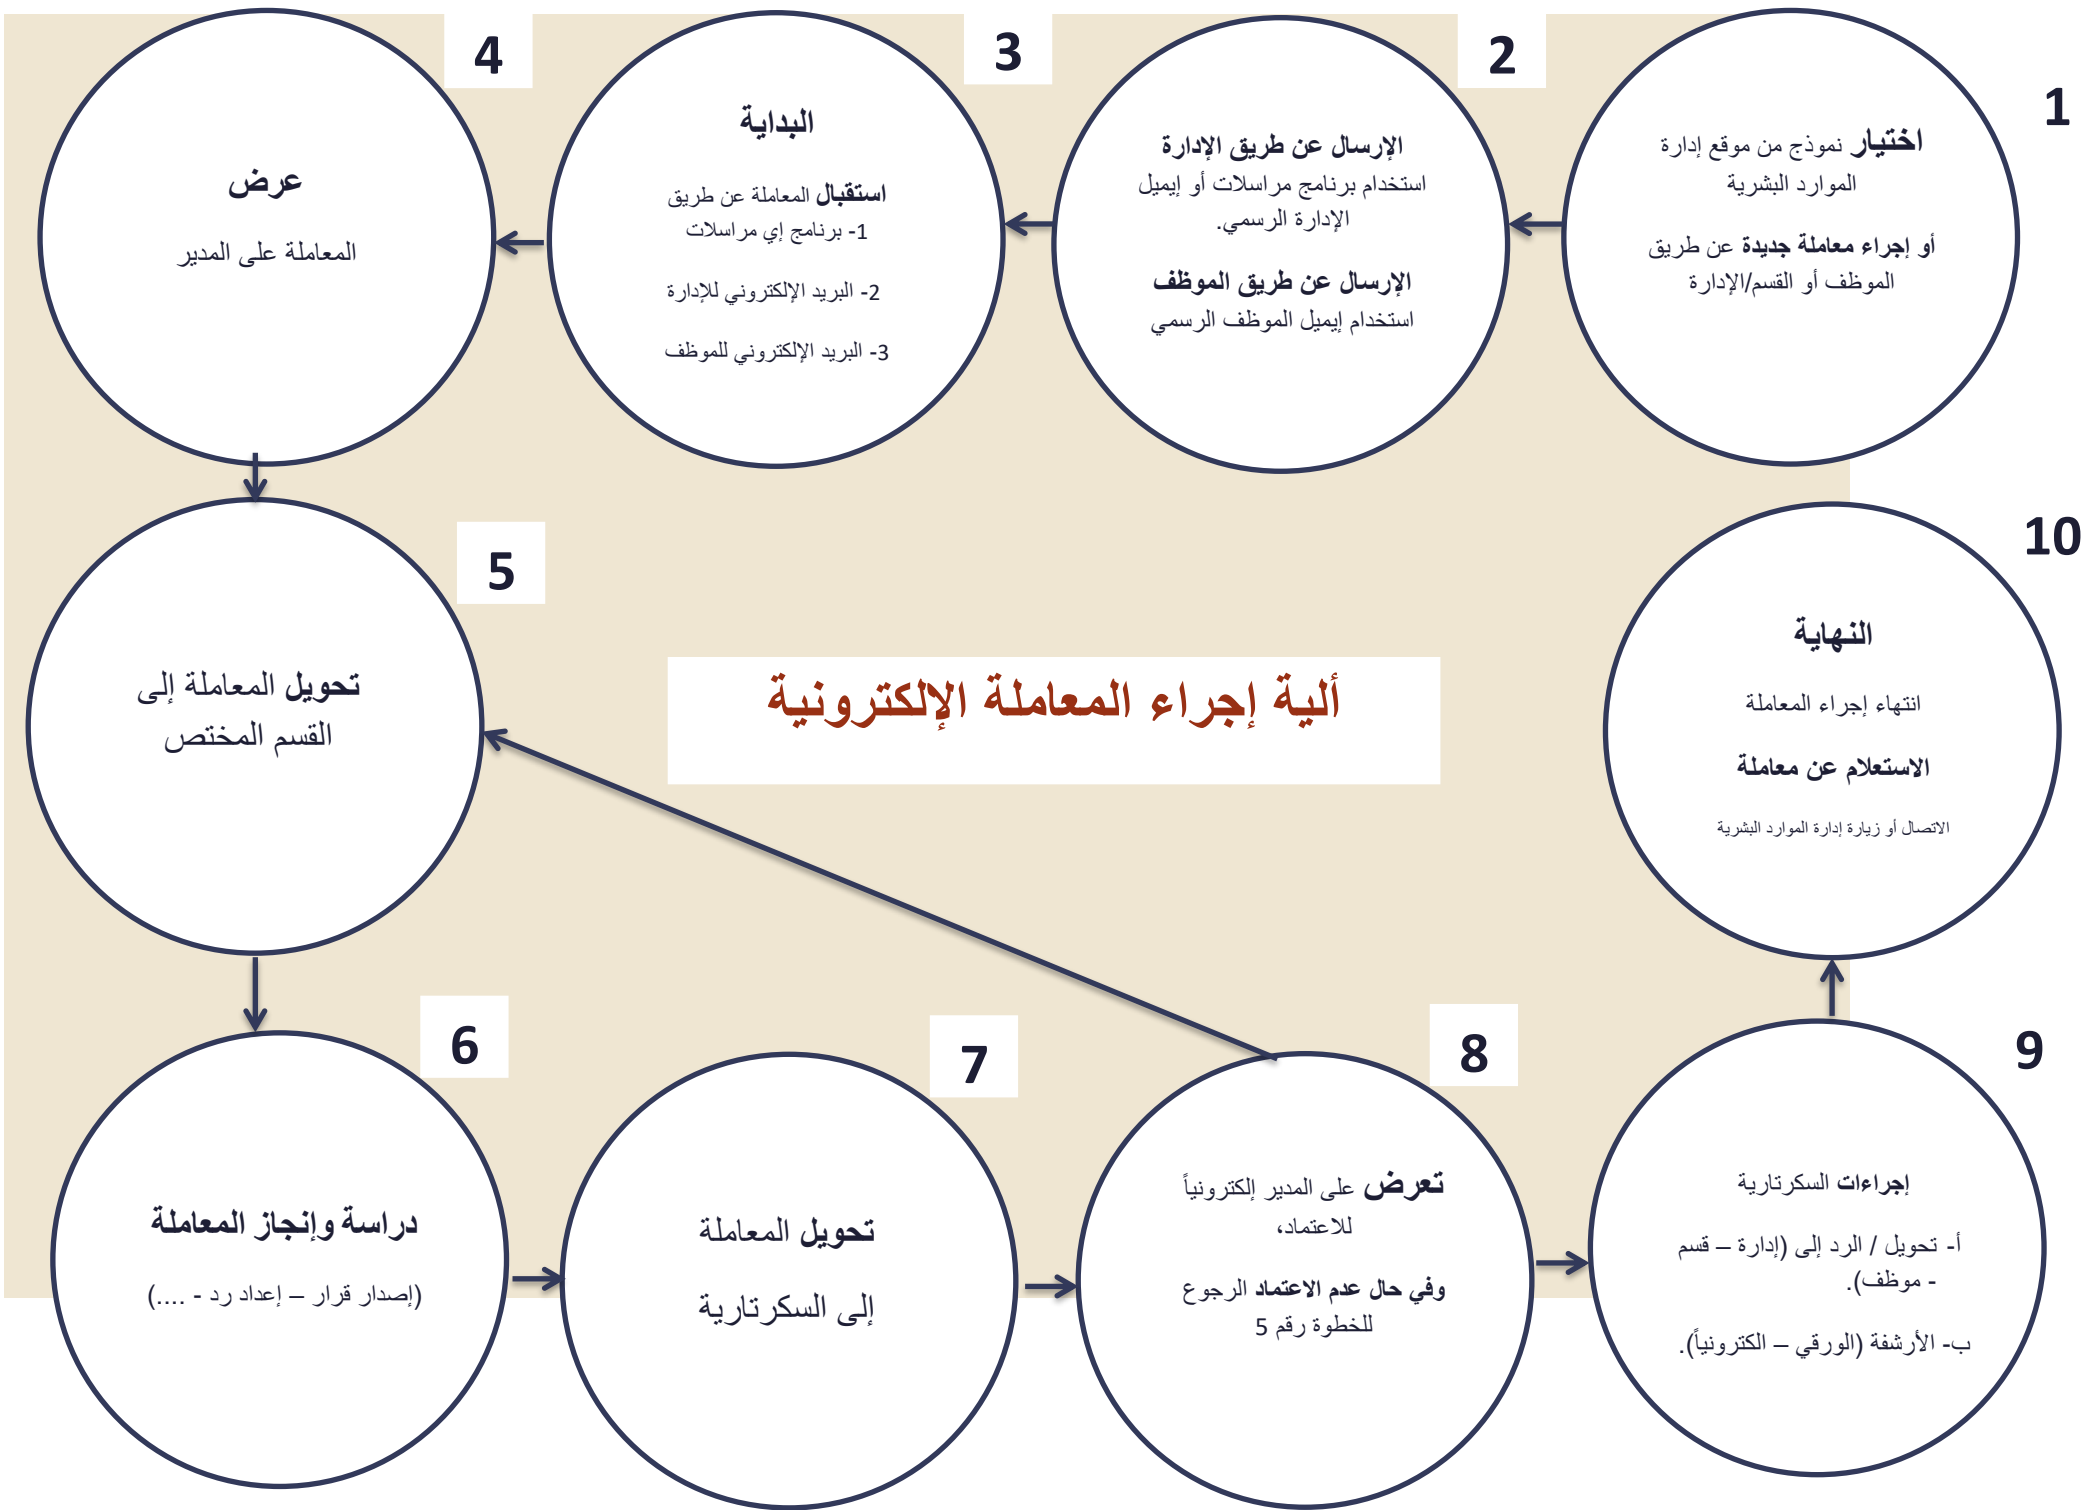 1
اختيار نموذج من موقع إدارة
الموارد البشرية
أو إجراء معاملة جديدة عن طريق
الموظف أو القسم/الإدارة
2
الإرسال عن طريق الإدارة
استخدام برنامج مراسلات أو إيميل
الإدارة الرسمي.
الإرسال عن طريق الموظف
استخدام إيميل الموظف الرسمي
3
البداية
استقبال المعاملة عن طريق
1- برنامج إي مراسلات
2- البريد الإلكتروني للإدارة
3- البريد الإلكتروني للموظف
4
عرض
المعاملة على المدير
5
تحويل المعاملة إلى
القسم المختص
ألية إجراء المعاملة الإلكترونية
6
دراسة وإنجاز المعاملة
(إصدار قرار – إعداد رد - ....)
7
تحويل المعاملة
إلى السكرتارية
8
تعرض على المدير إلكترونياً
للاعتماد،
وفي حال عدم الاعتماد الرجوع
للخطوة رقم 5
9
إجراءات السكرتارية
أ- تحويل / الرد إلى (إدارة – قسم
- موظف).
ب- الأرشفة (الورقي – الكترونياً).
10
النهاية
انتهاء إجراء المعاملة
الاستعلام عن معاملة
الاتصال أو زيارة إدارة الموارد البشرية